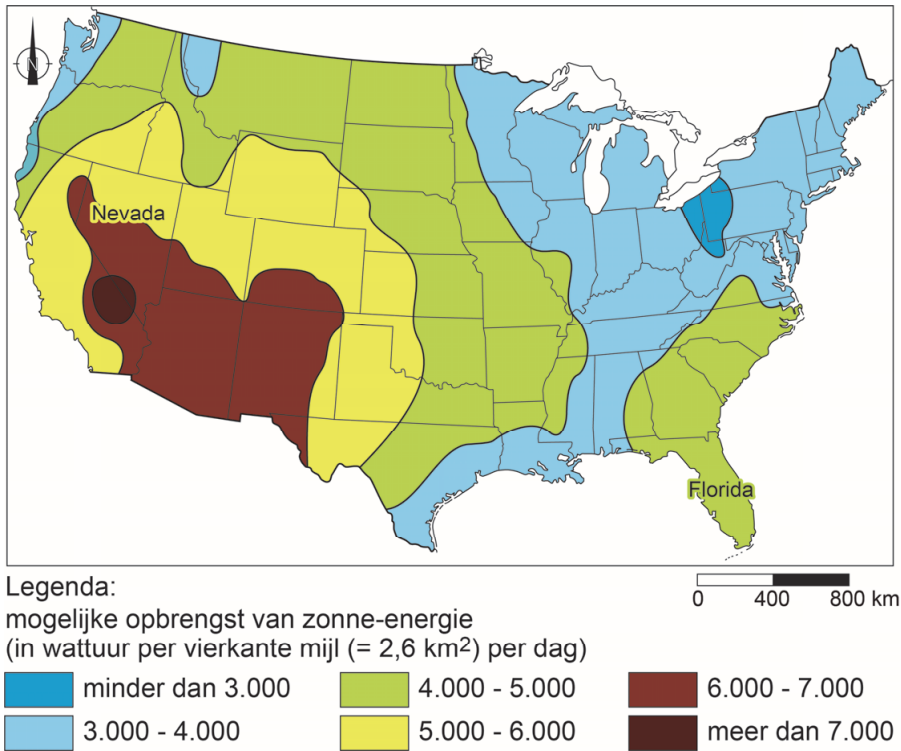 N
Nevada
Florida
Legenda:
mogelijke opbrengst van zonne-energie
(in wattuur per vierkante mijl (= 2,6 km²) per dag)
0 400 800 km
minder dan 3.000
3.000 - 4.000
4.000 - 5.000
5.000 - 6.000
6.000 - 7.000
meer dan 7.000